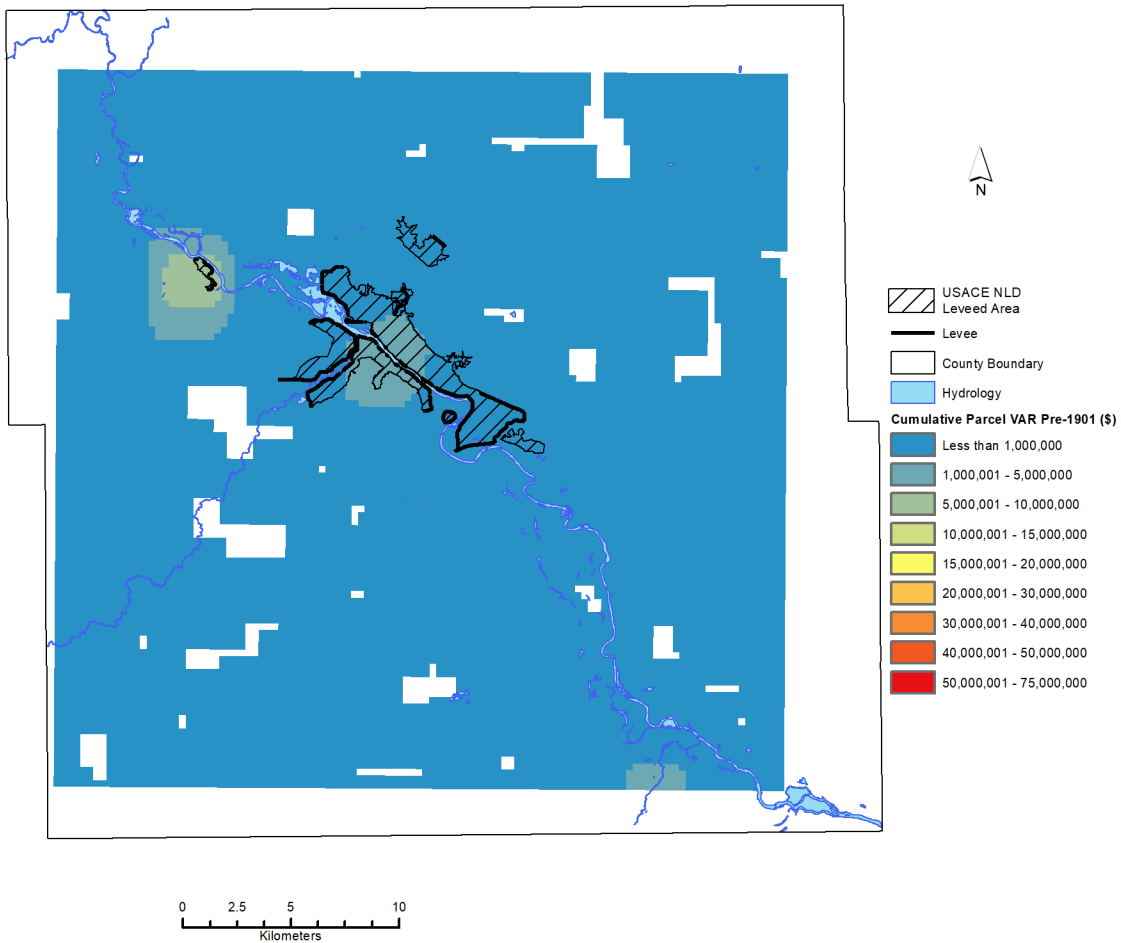 N
USACE NLD
Leveed Area
Levee
County Boundary
Hydrology
Cumulative Parcel VAR Pre-1901 ($)
Less than 1,000,000
1,000,001 - 5,000,000
5,000,001 - 10,000,000
10,000,001 - 15,000,000
15,000,001 - 20,000,000
20,000,001 - 30,000,000
30,000,001 - 40,000,000
40,000,001 - 50,000,000
50,000,001 - 75,000,000
0 2.5 5 10
Kilometers